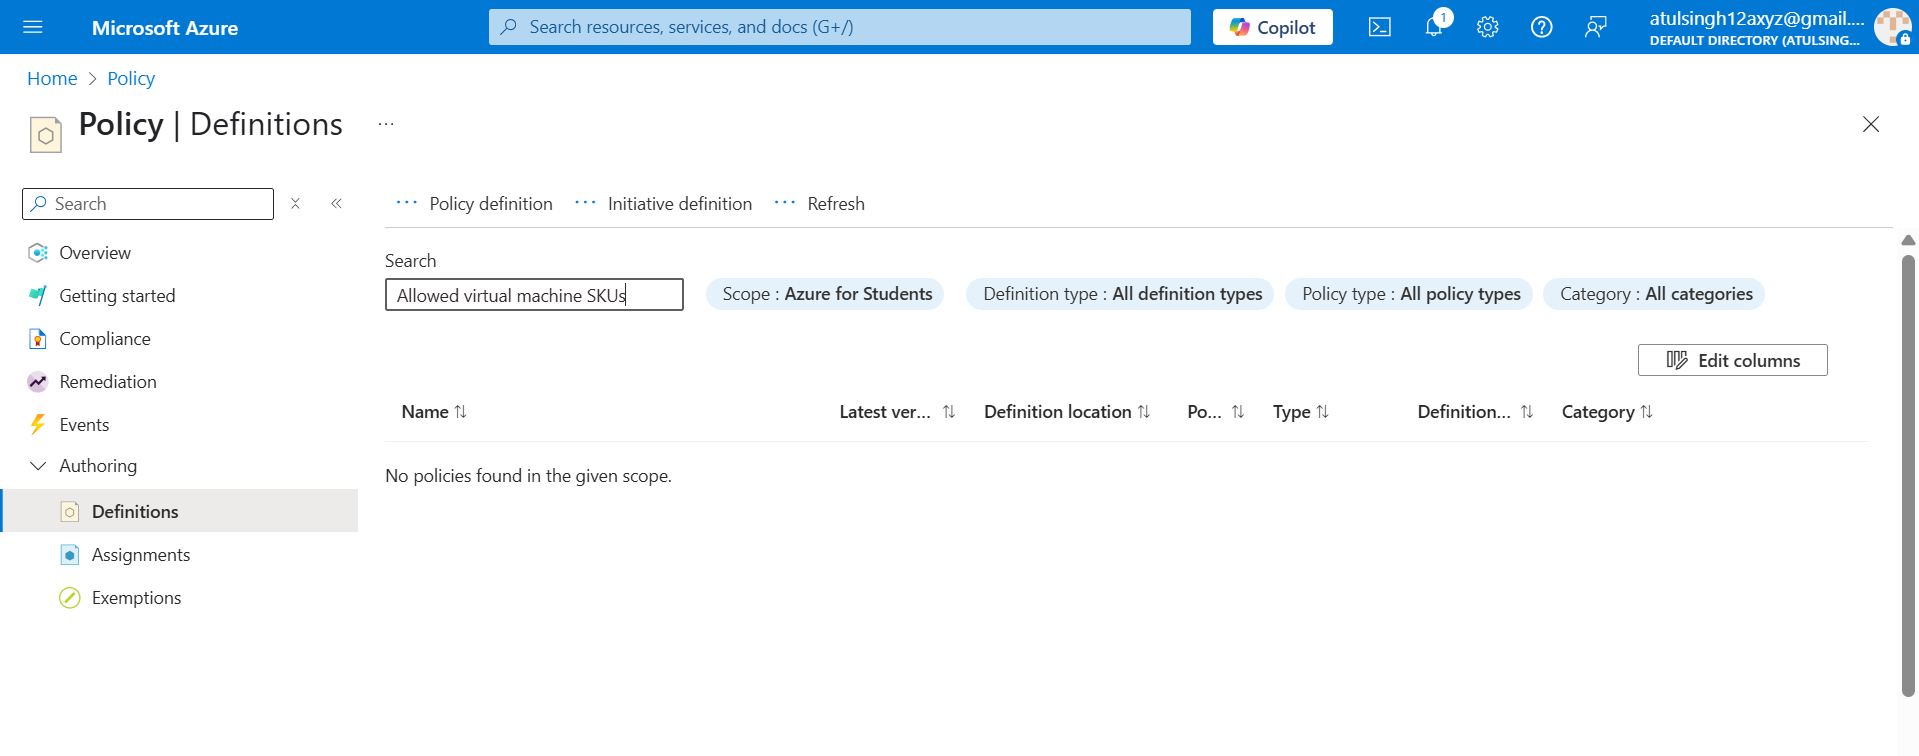 Microsoft Azure
Search resources, services, and docs (G+/)
Copilot
1
atulsingh12axyz@gmail....
DEFAULT DIRECTORY (ATULSING...
Home > Policy
Policy | Definitions ...
Search
Overview
Getting started
Compliance
Remediation
Events
Authoring
Definitions
Assignments
Exemptions
··· Policy definition ··· Initiative definition ··· Refresh
Search
Allowed virtual machine SKUs
Scope : Azure for Students
Definition type : All definition types
Policy type : All policy types
Category : All categories
Edit columns
Name Latest ver... Definition location Po... Type Definition... Category
No policies found in the given scope.